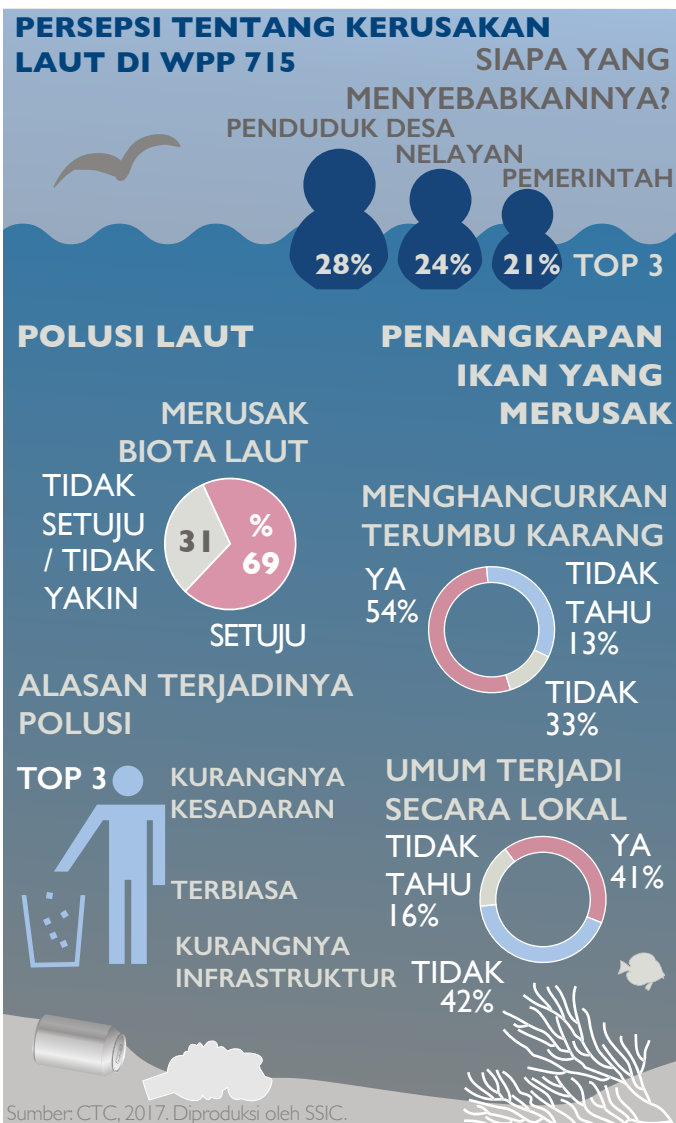 PERSEPSI TENTANG KERUSAKAN
LAUT DI WPP 715
SIAPA YANG
MENYEBABKANNYA?
PENDUDUK DESA
NELAYAN
PEMERINTAH
28%
24%
21%
TOP 3
POLUSI LAUT
MERUSAK
BIOTA LAUT
TIDAK
SETUJU
/ TIDAK
YAKIN
31
%
69
SETUJU
ALASAN TERJADINYA
POLUSI
TOP 3
KURANGNYA
KESADARAN
TERBIASA
KURANGNYA
INFRASTRUKTUR
PENANGKAPAN
IKAN YANG
MERUSAK
MENGHANCURKAN
TERUMBU KARANG
YA
54%
TIDAK
TAHU
13%
TIDAK
33%
UMUM TERJADI
SECARA LOKAL
TIDAK
TAHU
16%
YA
41%
TIDAK
42%
Sumber: CTC, 2017. Diproduksi oleh SSIC.